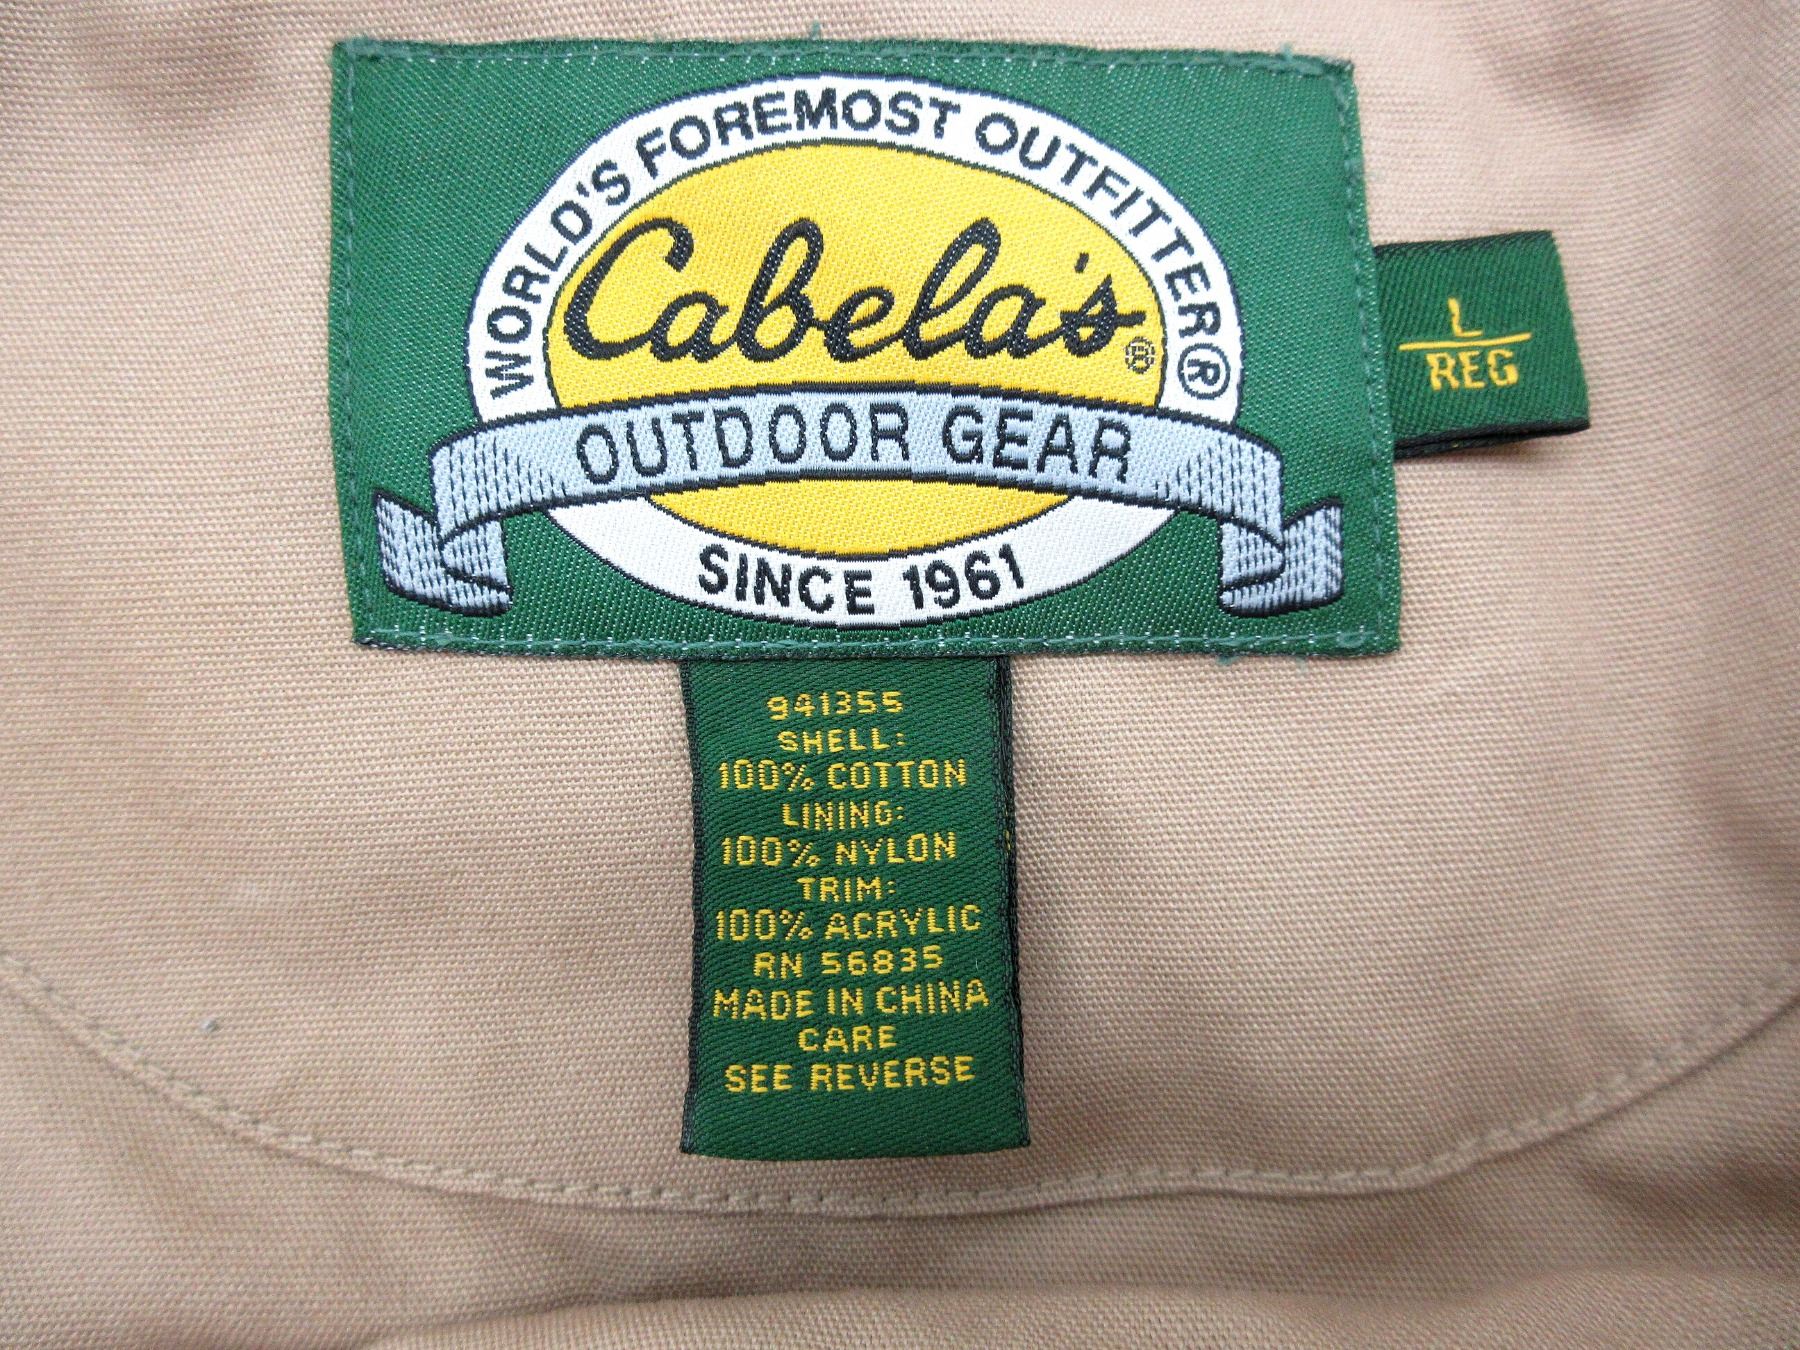 WORLD'S FOREMOST OUTFITTER®
Cabela's®
OUTDOOR GEAR
SINCE 1961
L
REG
941355
SHELL:
100% COTTON
LINING:
100% NYLON
TRIM:
100% ACRYLIC
RN 56835
MADE IN CHINA
CARE
SEE REVERSE